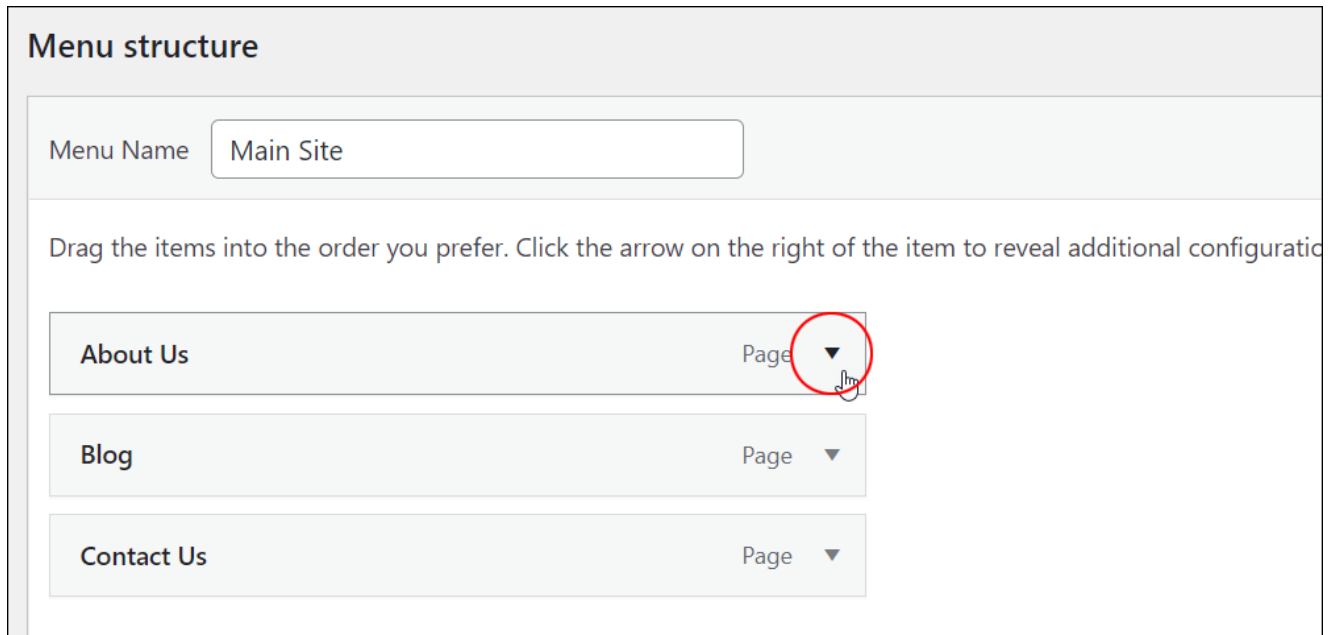 Menu structure
Menu Name Main Site
Drag the items into the order you prefer. Click the arrow on the right of the item to reveal additional configuratio
About Us Page
Blog Page
Contact Us Page